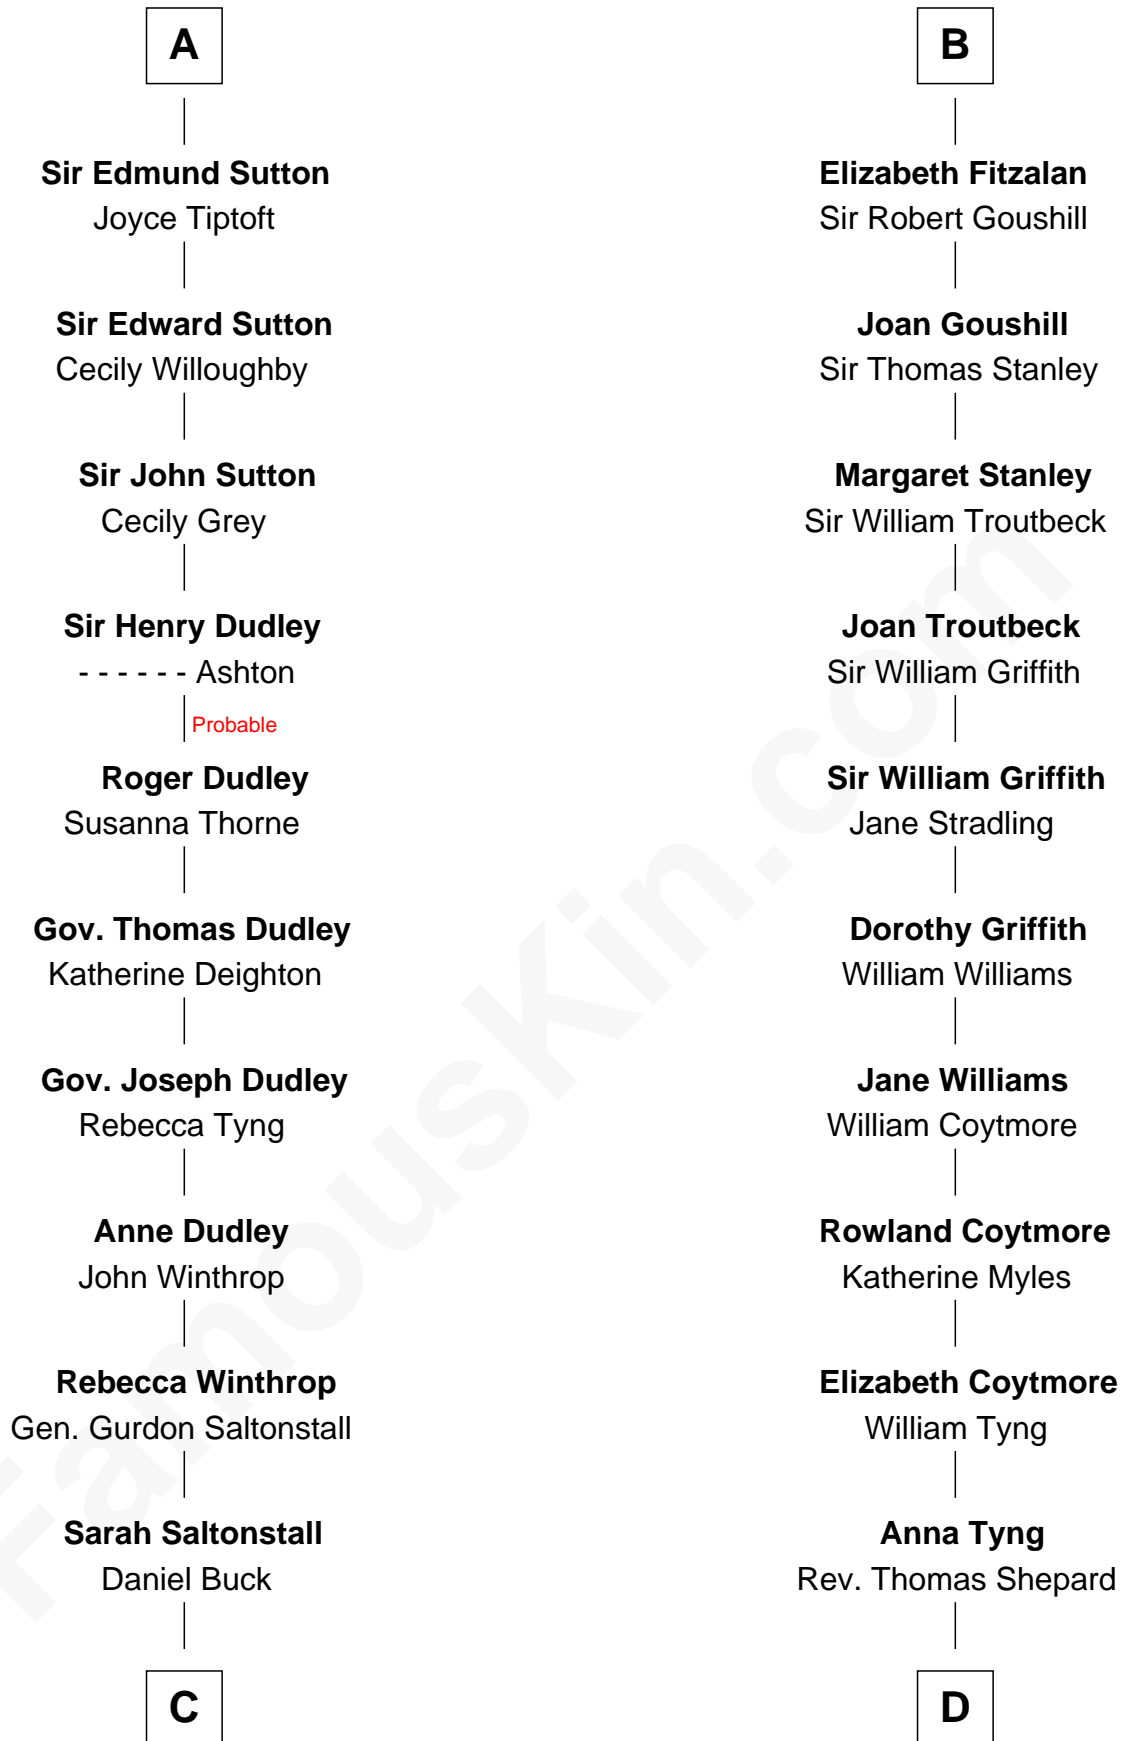 A
Sir Edmund Sutton
Joyce Tiptoft
Sir Edward Sutton
Cecily Willoughby
Sir John Sutton
Cecily Grey
Sir Henry Dudley
- - - - - - Ashton
Probable
Roger Dudley
Susanna Thorne
Gov. Thomas Dudley
Katherine Deighton
Gov. Joseph Dudley
Rebecca Tyng
Anne Dudley
John Winthrop
Rebecca Winthrop
Gen. Gurdon Saltonstall
Sarah Saltonstall
Daniel Buck
C
B
Elizabeth Fitzalan
Sir Robert Goushill
Joan Goushill
Sir Thomas Stanley
Margaret Stanley
Sir William Troutbeck
Joan Troutbeck
Sir William Griffith
Sir William Griffith
Jane Stradling
Dorothy Griffith
William Williams
Jane Williams
William Coytmore
Rowland Coytmore
Katherine Myles
Elizabeth Coytmore
William Tyng
Anna Tyng
Rev. Thomas Shepard
D
FamousKin.com